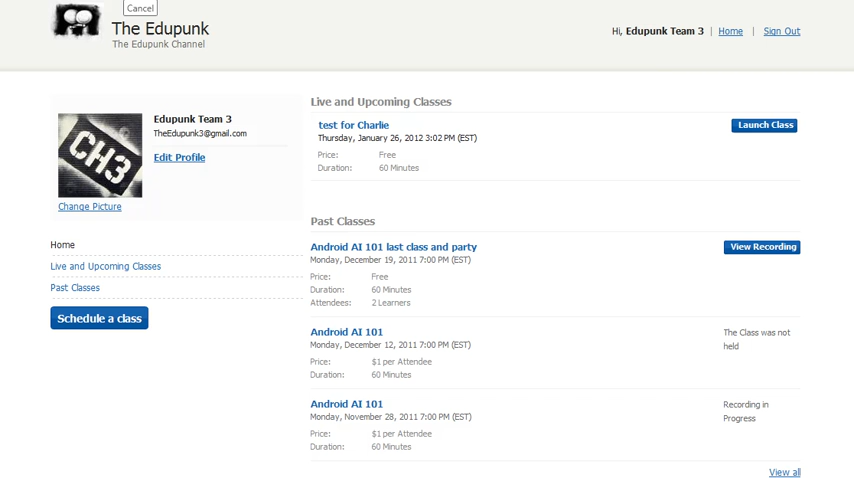 Cancel
The Edupunk
The Edupunk Channel
Hi, Edupunk Team 3 | Home | Sign Out
CH3
Edupunk Team 3
TheEdupunk3@gmail.com
Edit Profile
Change Picture
Home
Live and Upcoming Classes
Past Classes
Schedule a class
Live and Upcoming Classes
test for Charlie
Launch Class
Thursday, January 26, 2012 3:02 PM (EST)
Price: Free
Duration: 60 Minutes
Past Classes
Android AI 101 last class and party
View Recording
Monday, December 19, 2011 7:00 PM (EST)
Price: Free
Duration: 60 Minutes
Attendees: 2 Learners
Android AI 101
The Class was not
held
Monday, December 12, 2011 7:00 PM (EST)
Price: $1 per Attendee
Duration: 60 Minutes
Android AI 101
Recording in
Progress
Monday, November 28, 2011 7:00 PM (EST)
Price: $1 per Attendee
Duration: 60 Minutes
View all